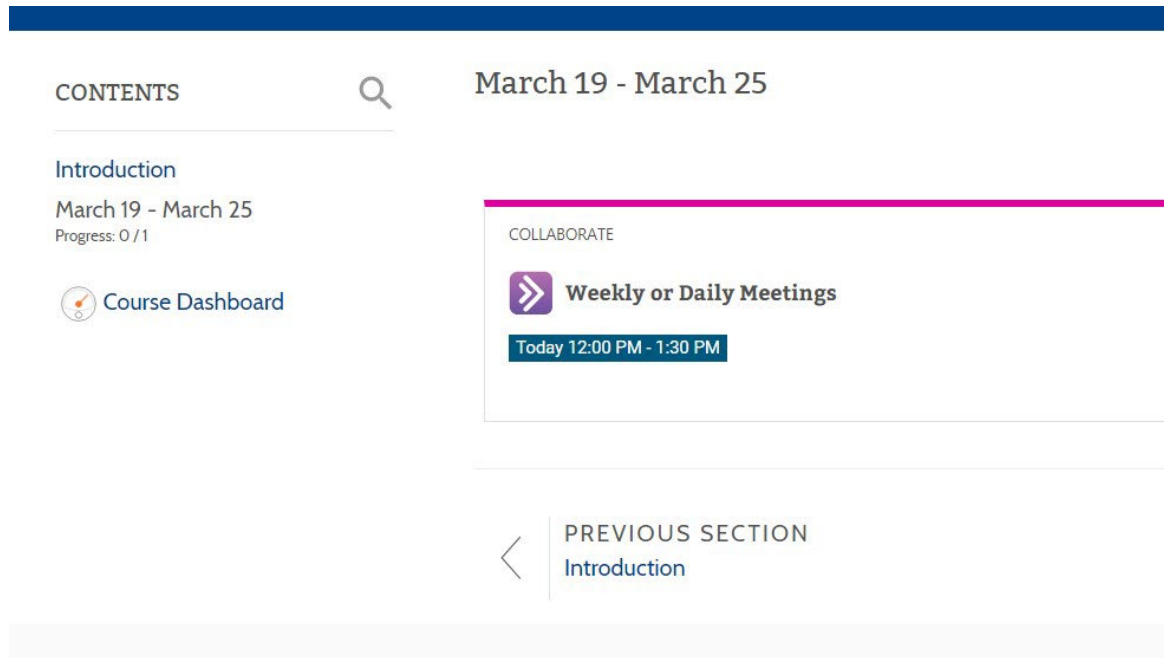 CONTENTS
Introduction
March 19 - March 25
Progress: 0 / 1
Course Dashboard
March 19 - March 25
COLLABORATE
Weekly or Daily Meetings
Today 12:00 PM - 1:30 PM
PREVIOUS SECTION
Introduction